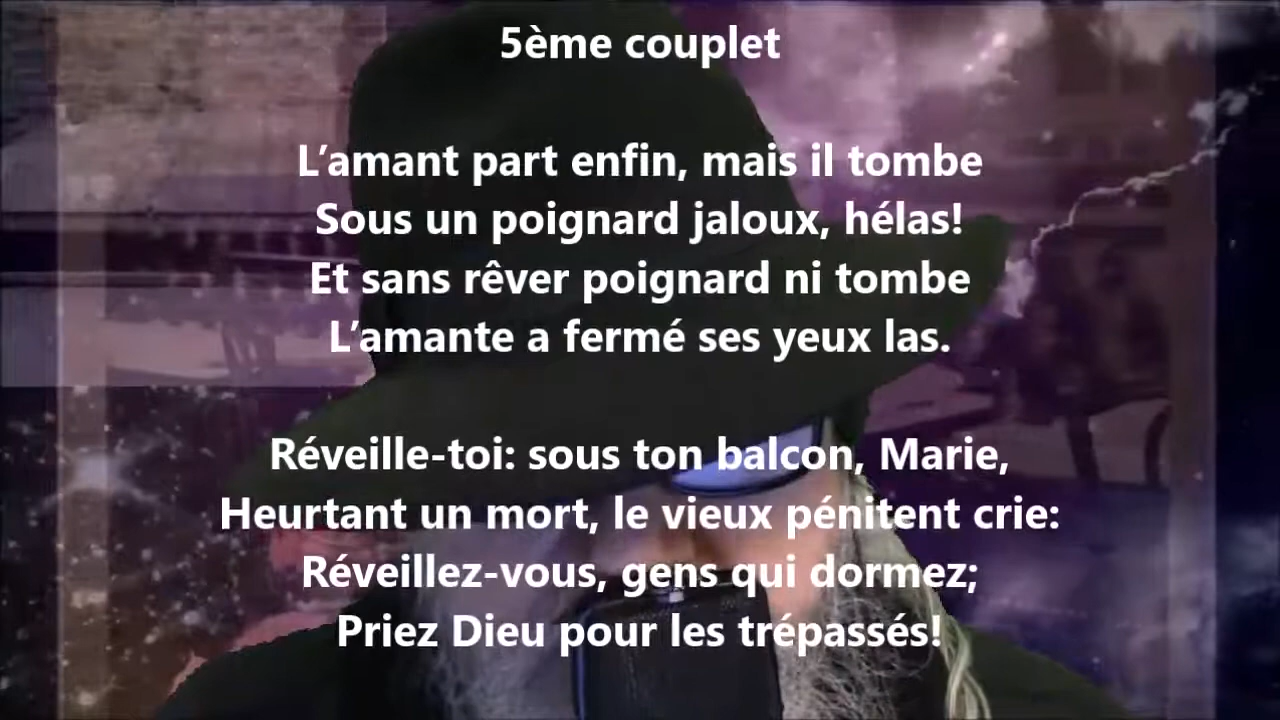 5ème couplet
L’amant part enfin, mais il tombe
Sous un poignard jaloux, hélas!
Et sans rêver poignard ni tombe
L’amante a fermé ses yeux las.
Réveille-toi: sous ton balcon, Marie,
Heurtant un mort, le vieux pénitent crie:
Réveillez-vous, gens qui dormez;
Priez Dieu pour les trépassés!